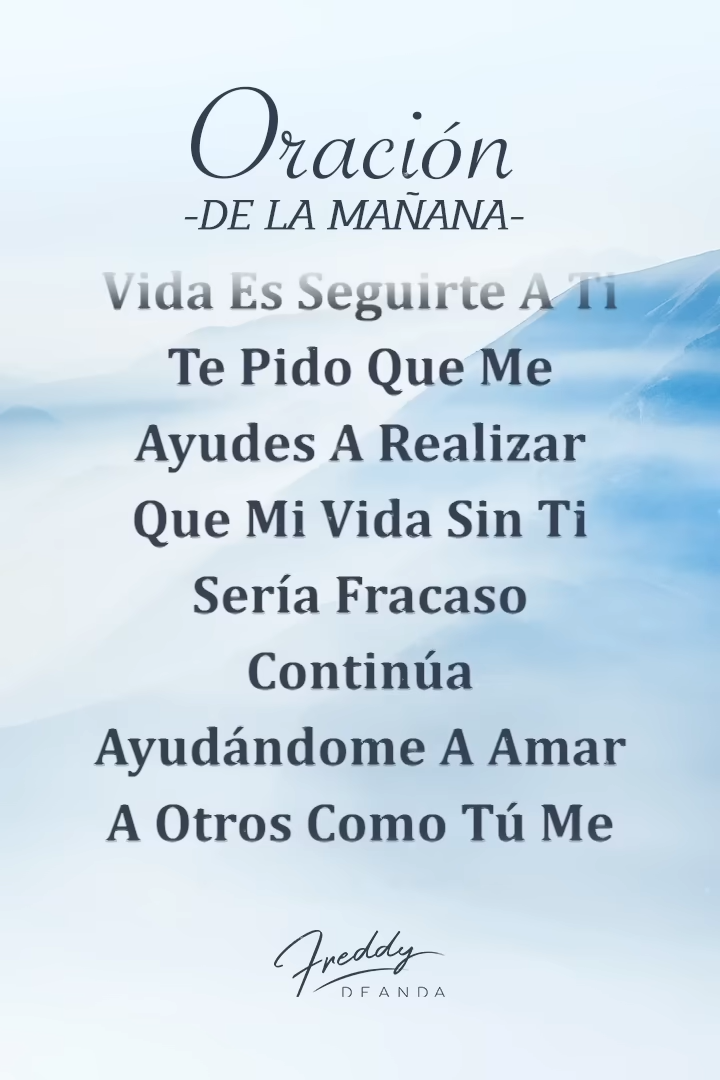 Oración
-DE LA MAÑANA-
Vida Es Seguirte A Ti
Te Pido Que Me
Ayudes A Realizar
Que Mi Vida Sin Ti
Sería Fracaso
Continúa
Ayudándome A Amar
A Otros Como Tú Me
Freddy
DEANDA